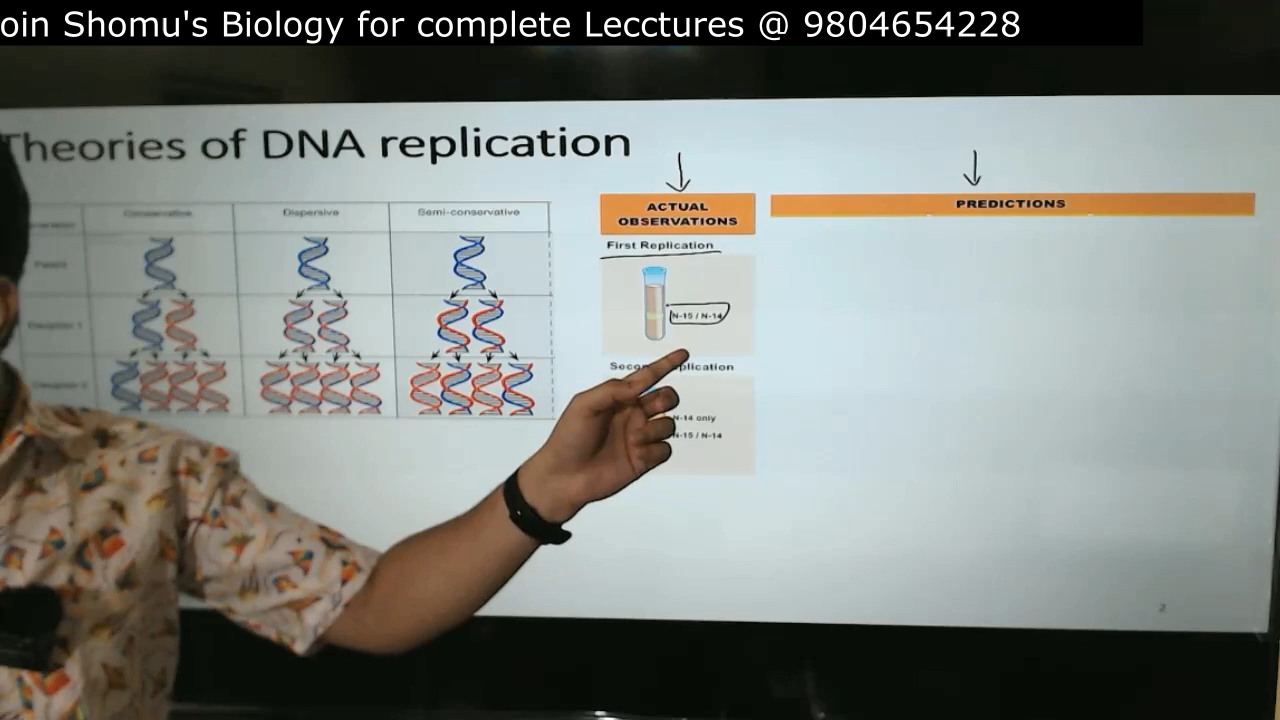 oin Shomu's Biology for complete Lecctures @ 9804654228
Theories of DNA replication
Conservative Dispersive Semi-conservative
Parent
ACTUAL
OBSERVATIONS
PREDICTIONS
First Replication
N-15 / N-14
N-14 only
N-15 / N-14
2